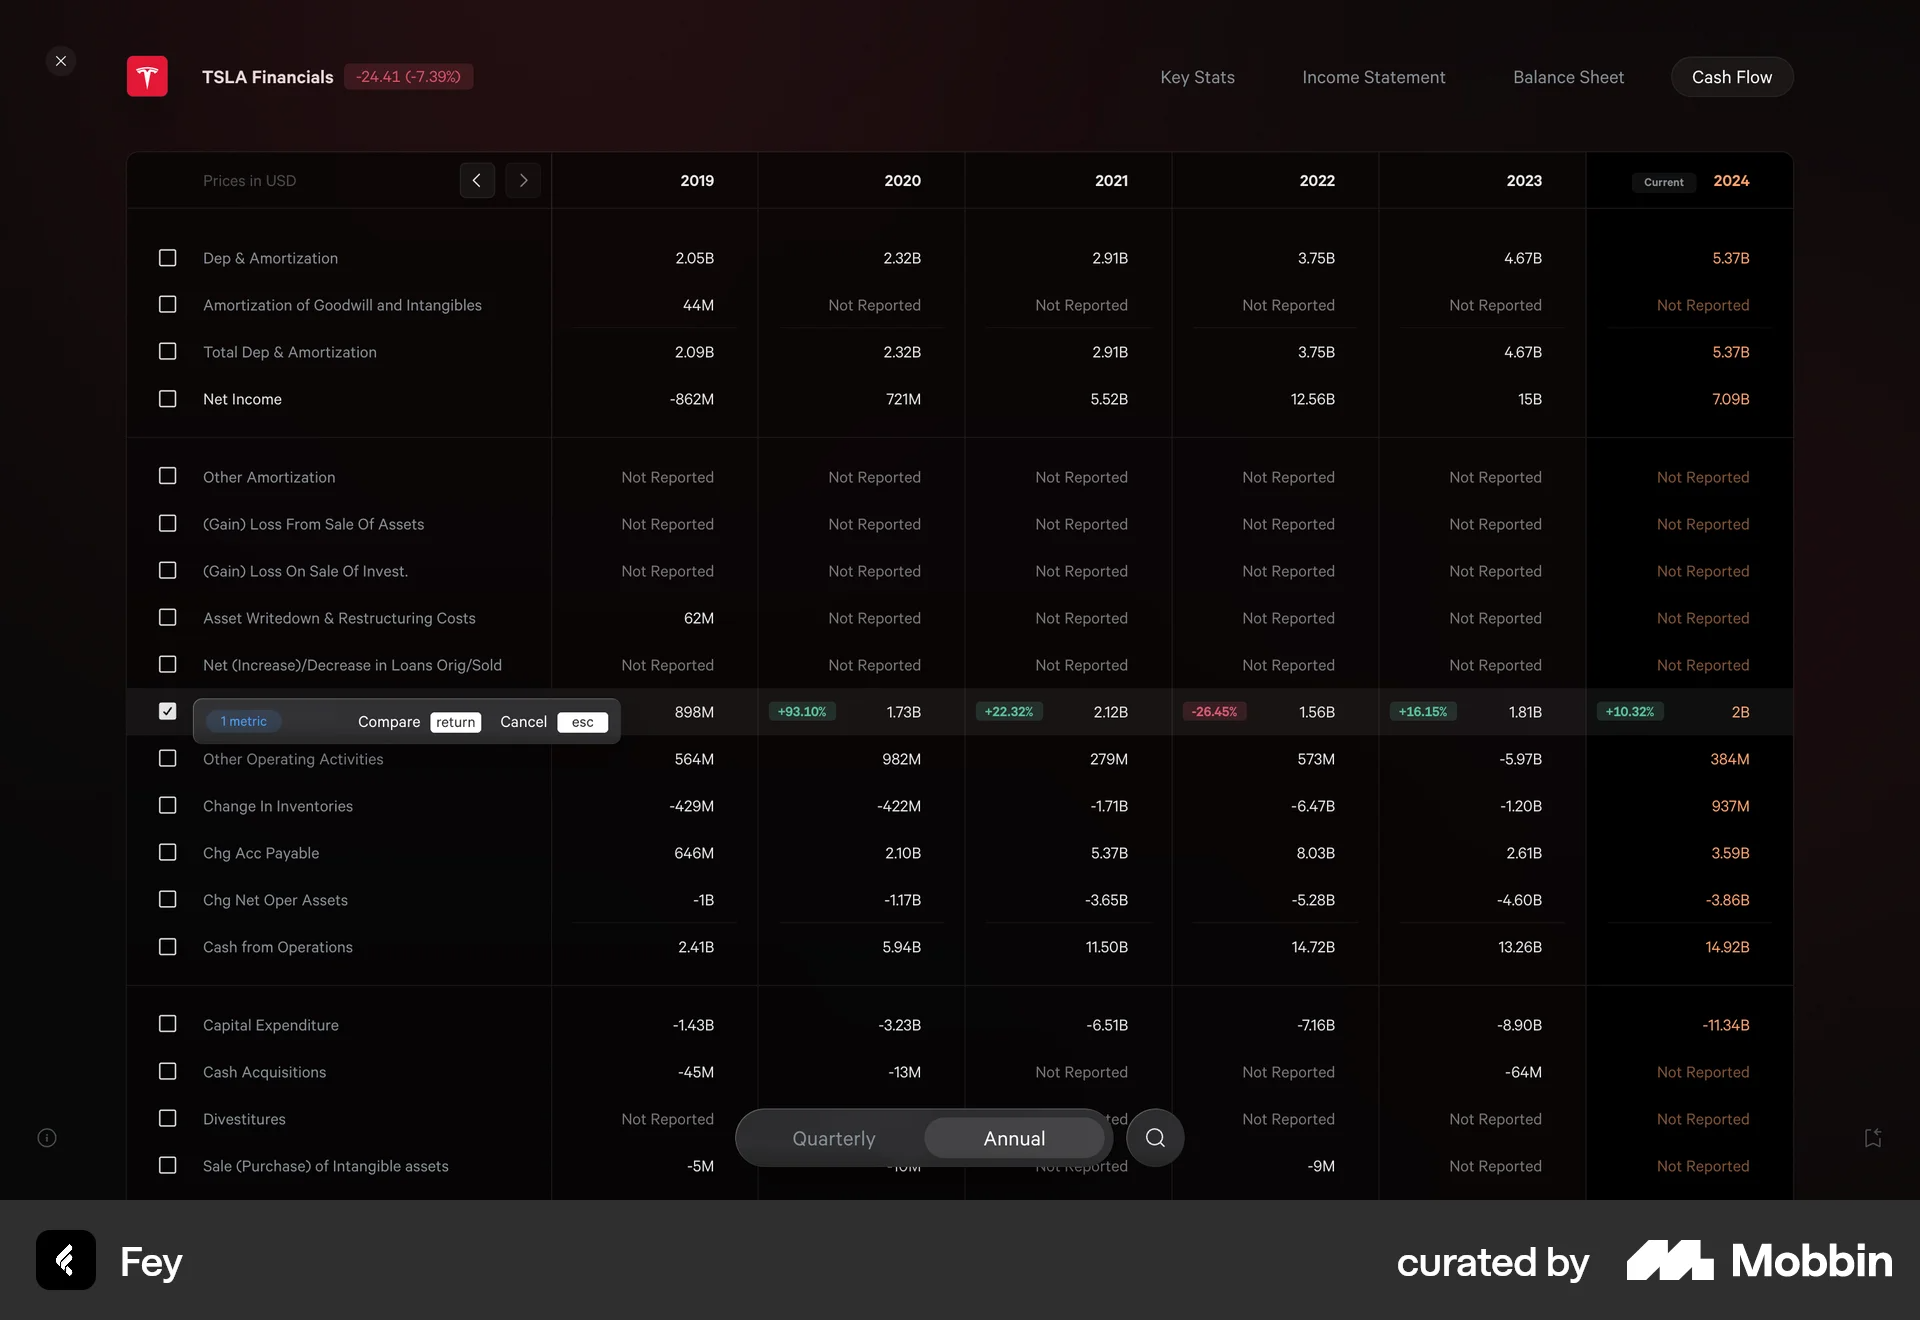 TSLA Financials -24.41 (-7.39%) Key Stats Income Statement Balance Sheet Cash Flow
Prices in USD 2019 2020 2021 2022 2023 Current 2024
Dep & Amortization 2.05B 2.32B 2.91B 3.75B 4.67B 5.37B
Amortization of Goodwill and Intangibles 44M Not Reported Not Reported Not Reported Not Reported Not Reported
Total Dep & Amortization 2.09B 2.32B 2.91B 3.75B 4.67B 5.37B
Net Income -862M 721M 5.52B 12.56B 15B 7.09B
Other Amortization Not Reported Not Reported Not Reported Not Reported Not Reported Not Reported
(Gain) Loss From Sale Of Assets Not Reported Not Reported Not Reported Not Reported Not Reported Not Reported
(Gain) Loss On Sale Of Invest. Not Reported Not Reported Not Reported Not Reported Not Reported Not Reported
Asset Writedown & Restructuring Costs 62M Not Reported Not Reported Not Reported Not Reported Not Reported
Net (Increase)/Decrease in Loans Orig/Sold Not Reported Not Reported Not Reported Not Reported Not Reported Not Reported
1 metric Compare return Cancel esc 898M +93.10% 1.73B +22.32% 2.12B -26.45% 1.56B +16.15% 1.81B +10.32% 2B
Other Operating Activities 564M 982M 279M 573M -5.97B 384M
Change In Inventories -429M -422M -1.71B -6.47B -1.20B 937M
Chg Acc Payable 646M 2.10B 5.37B 8.03B 2.61B 3.59B
Chg Net Oper Assets -1B -1.17B -3.65B -5.28B -4.60B -3.86B
Cash from Operations 2.41B 5.94B 11.50B 14.72B 13.26B 14.92B
Capital Expenditure -1.43B -3.23B -6.51B -7.16B -8.90B -11.34B
Cash Acquisitions -45M -13M Not Reported Not Reported -64M Not Reported
Divestitures Not Reported Not Reported Not Reported Not Reported
Quarterly Annual
Sale (Purchase) of Intangible assets -5M -10M Not Reported -9M Not Reported Not Reported
Fey curated by Mobbin